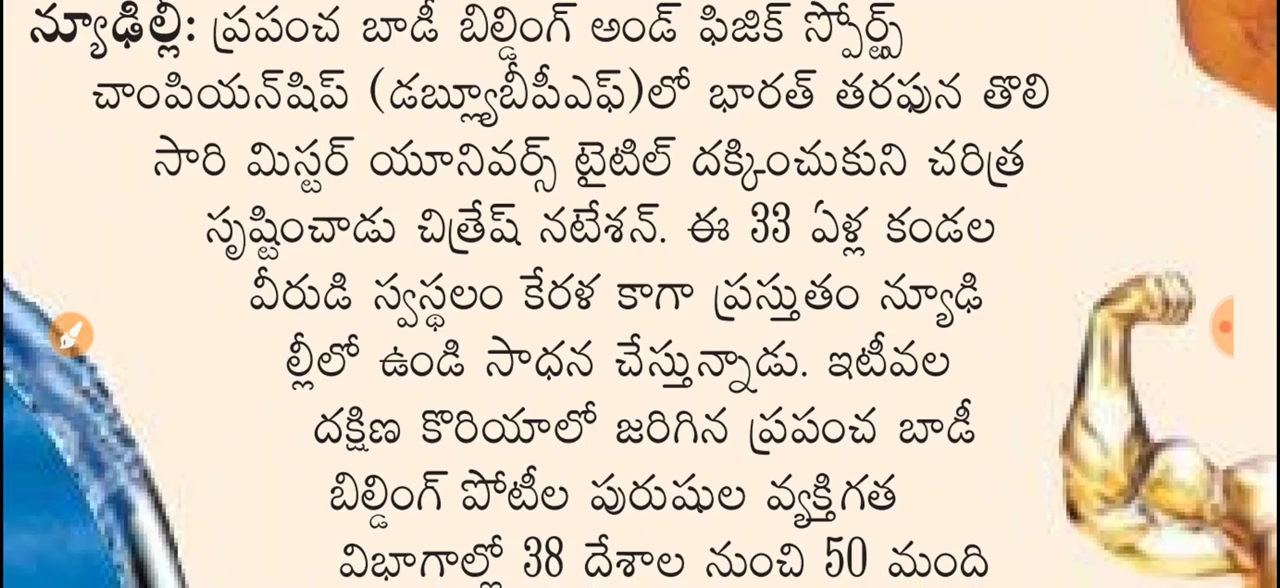 న్యూఢిల్లీ: ప్రపంచ బాడీ బిల్డింగ్ అండ్ ఫిజిక్ స్పోర్ట్స్
చాంపియన్‌షిప్ (డబ్ల్యూబీపీఎఫ్)లో భారత్ తరఫున తొలి
సారి మిస్టర్ యూనివర్స్ టైటిల్ దక్కించుకుని చరిత్ర
సృష్టించాడు చిత్రేష్ నటేశన్. ఈ 33 ఏళ్ల కండల
వీరుడి స్వస్థలం కేరళ కాగా ప్రస్తుతం న్యూఢి
ల్లీలో ఉండి సాధన చేస్తున్నాడు. ఇటీవల
దక్షిణ కొరియాలో జరిగిన ప్రపంచ బాడీ
బిల్డింగ్ పోటీల పురుషుల వ్యక్తిగత
విభాగాల్లో 38 దేశాల నుంచి 50 మంది